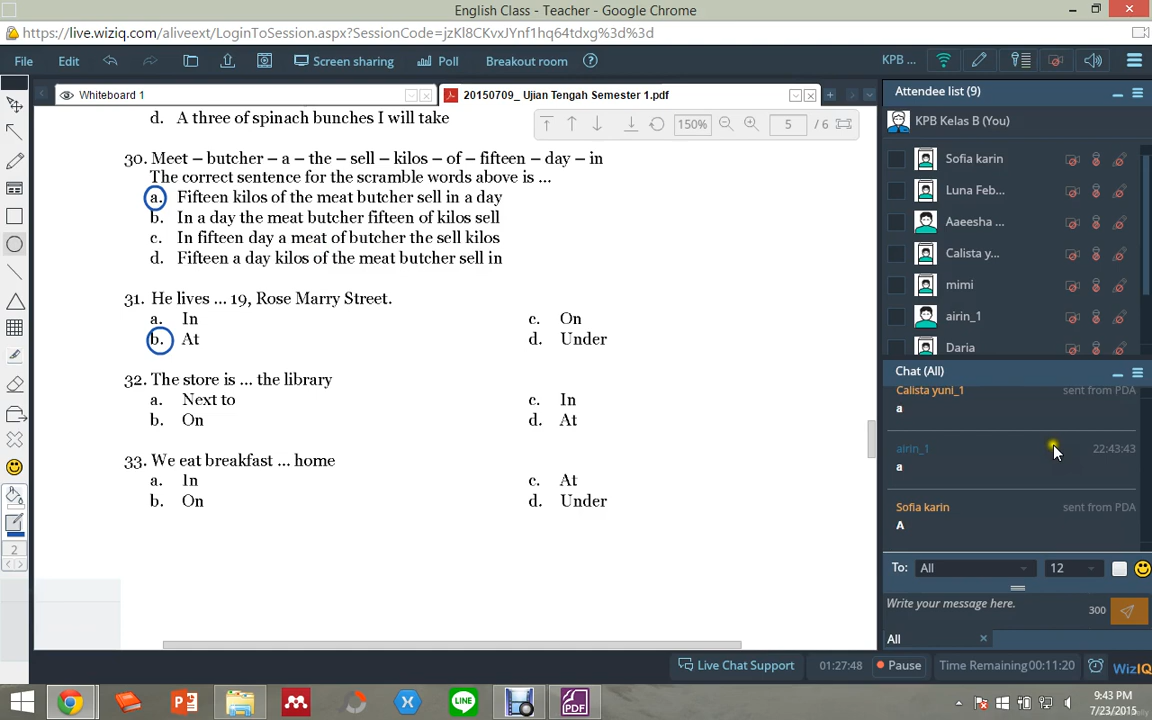 English Class - Teacher - Google Chrome
https://live.wiziq.com/aliveext/LoginToSession.aspx?SessionCode=jzKl8CKvxJYnf1hq64tdxg%3d%3d
File
Edit
Screen sharing
Poll
Breakout room
KPB ...
Whiteboard 1
20150709_ Ujian Tengah Semester 1.pdf
150%
5
/ 6
d. A three of spinach bunches I will take
30. Meet – butcher – a – the – sell – kilos – of – fifteen – day – in
The correct sentence for the scramble words above is ...
a. Fifteen kilos of the meat butcher sell in a day
b. In a day the meat butcher fifteen of kilos sell
c. In fifteen day a meat of butcher the sell kilos
d. Fifteen a day kilos of the meat butcher sell in
31. He lives ... 19, Rose Marry Street.
a. In
c. On
b. At
d. Under
32. The store is ... the library
a. Next to
c. In
b. On
d. At
33. We eat breakfast ... home
a. In
c. At
b. On
d. Under
2
Attendee list (9)
KPB Kelas B (You)
Sofia karin
Luna Feb...
Aaeesha ...
Calista y...
mimi
airin_1
Daria
Chat (All)
Calista yuni_1
sent from PDA
a
airin_1
22:43:43
a
Sofia karin
sent from PDA
A
To:
All
12
Write your message here.
300
All
Live Chat Support
01:27:48
Pause
Time Remaining 00:11:20
WizIQ
9:43 PM
7/23/2015